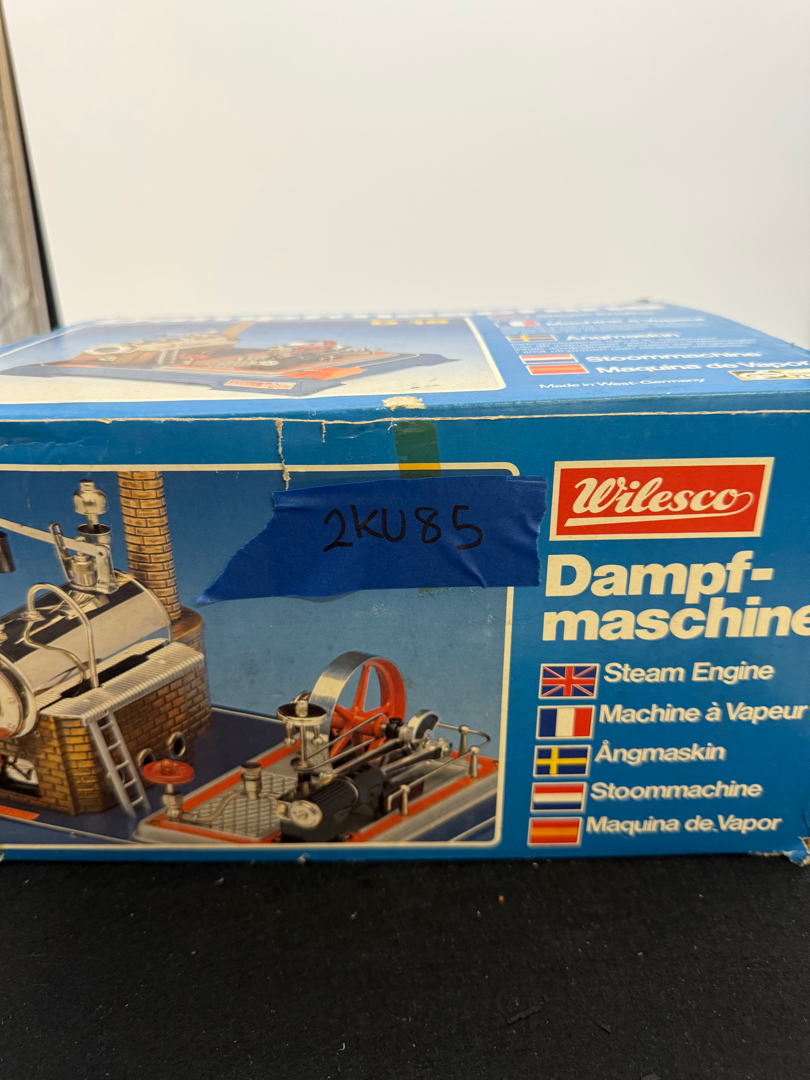 Ångmaskin
Stoommachine
Maquina de Vapor
Made in West-Germany
2KU85
Wilesco
Dampf-
maschine
Steam Engine
Machine à Vapeur
Ångmaskin
Stoommachine
Maquina de Vapor